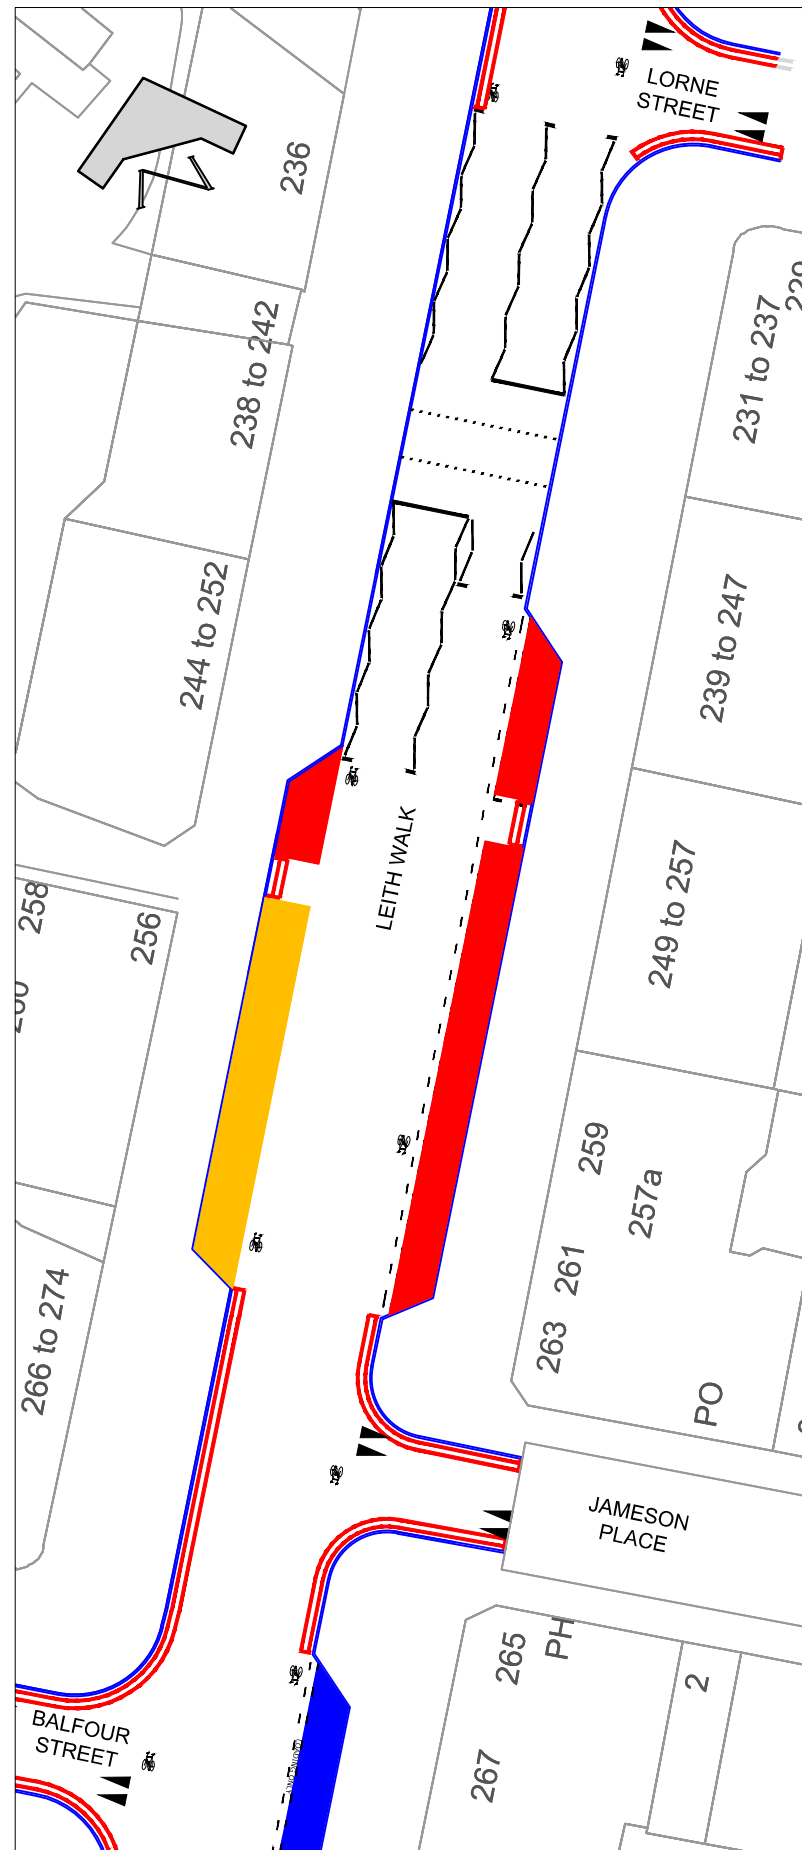 LORNE
STREET
236
238 to 242
231 to 237
244 to 252
239 to 247
LEITH WALK
249 to 257
258
256
259
257a
261
263
266 to 274
PO
JAMESON
PLACE
265
PH
2
267
BALFOUR
STREET